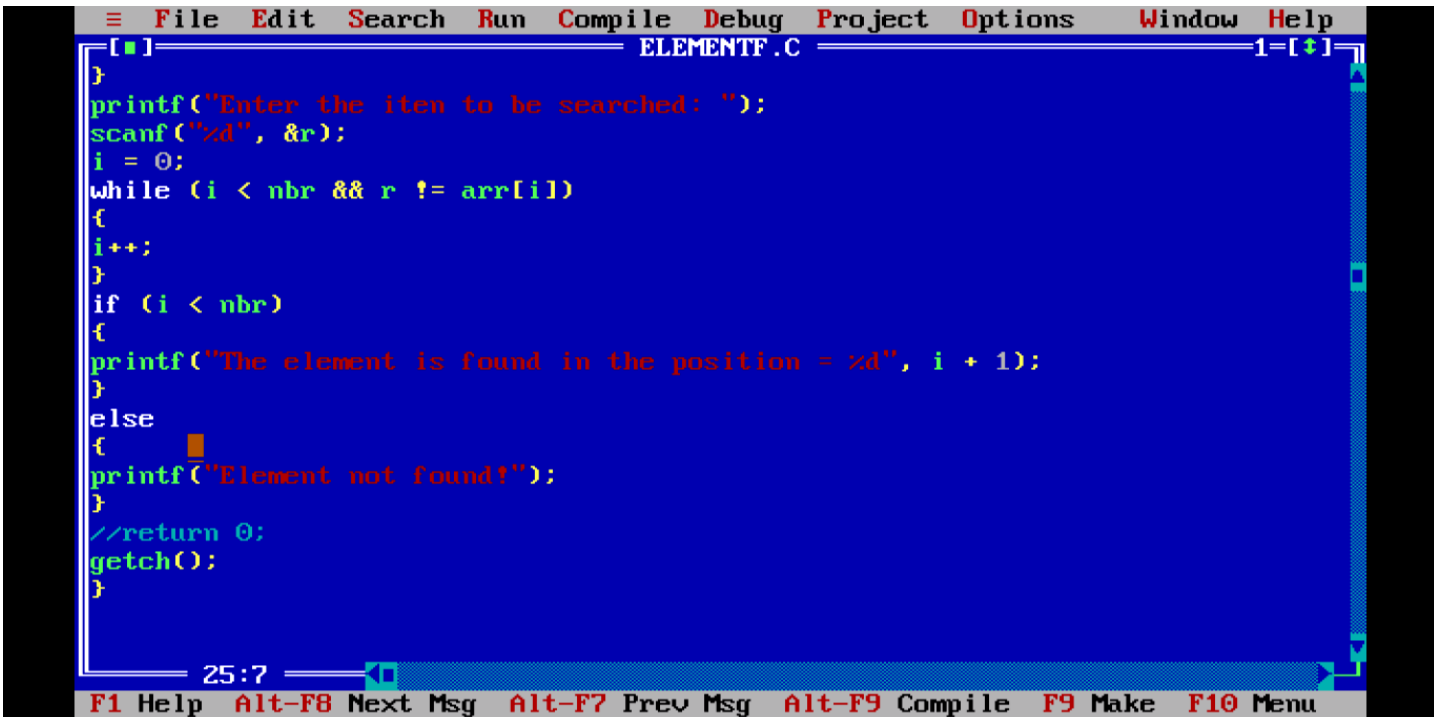 ≡ File Edit Search Run Compile Debug Project Options Window Help
[■] ELEMENTF.C 1=[↕]
}
printf("Enter the iten to be searched: ");
scanf("%d", &r);
i = 0;
while (i < nbr && r != arr[i])
{
i++;
}
if (i < nbr)
{
printf("The element is found in the position = %d", i + 1);
}
else
{
printf("Element not found!");
}
//return 0;
getch();
}
25:7
F1 Help Alt-F8 Next Msg Alt-F7 Prev Msg Alt-F9 Compile F9 Make F10 Menu